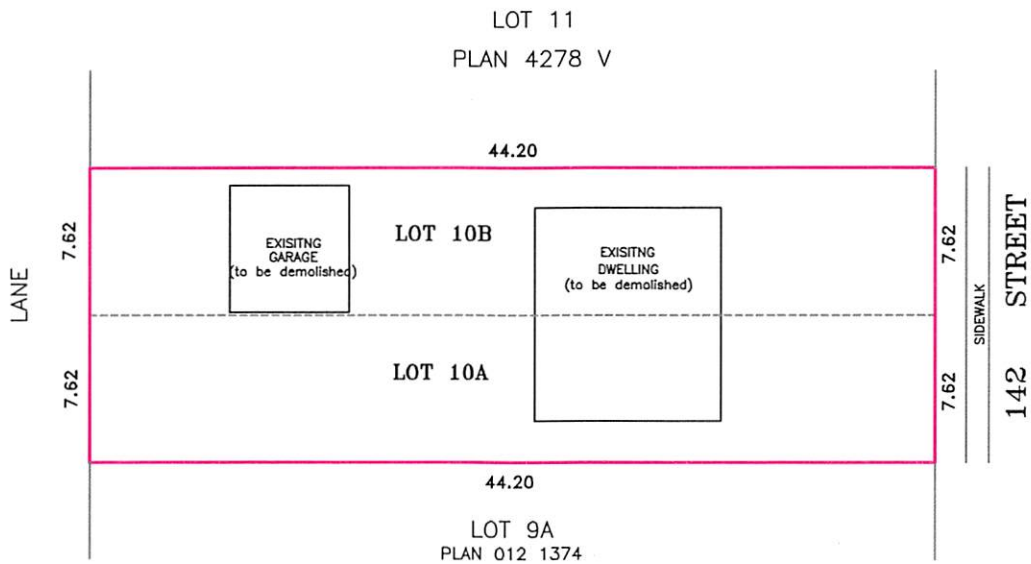 LOT 11
PLAN 4278 V
44.20
7.62
LOT 10B
EXISITNG
GARAGE
(to be demolished)
EXISITNG
DWELLING
(to be demolished)
7.62
LANE
SIDEWALK
142 STREET
7.62
LOT 10A
7.62
44.20
LOT 9A
PLAN 012 1374